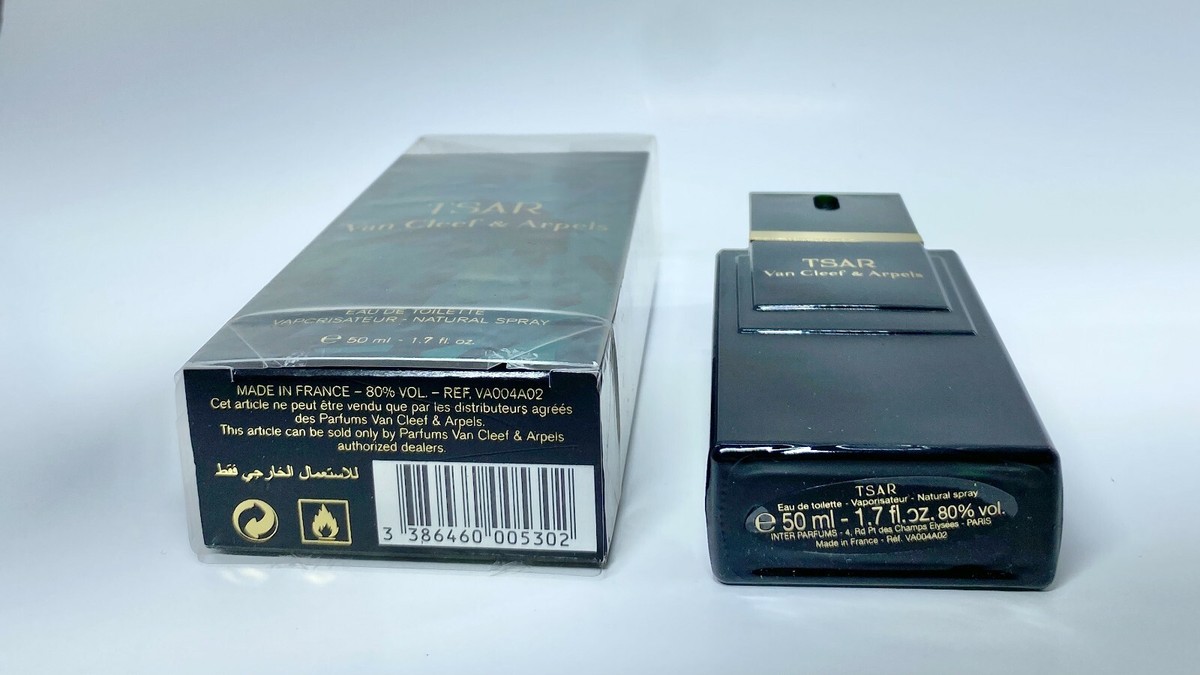 TSAR
Van Cleef & Arpels
EAU DE TOILETTE
VAPORISATEUR - NATURAL SPRAY
e 50 ml - 1.7 fl. oz.
MADE IN FRANCE – 80% VOL. – REF. VA004A02
Cet article ne peut être vendu que par les distributeurs agréés
des Parfums Van Cleef & Arpels.
This article can be sold only by Parfums Van Cleef & Arpels
authorized dealers.
للاستعمال الخارجي فقط
3 386460 005302
TSAR
Van Cleef & Arpels
TSAR
Eau de toilette - Vaporisateur - Natural spray
e 50 ml - 1.7 fl. oz. 80% vol.
INTER PARFUMS - 4, Rd Pt des Champs Elysées - PARIS
Made in France - Réf. VA004A02